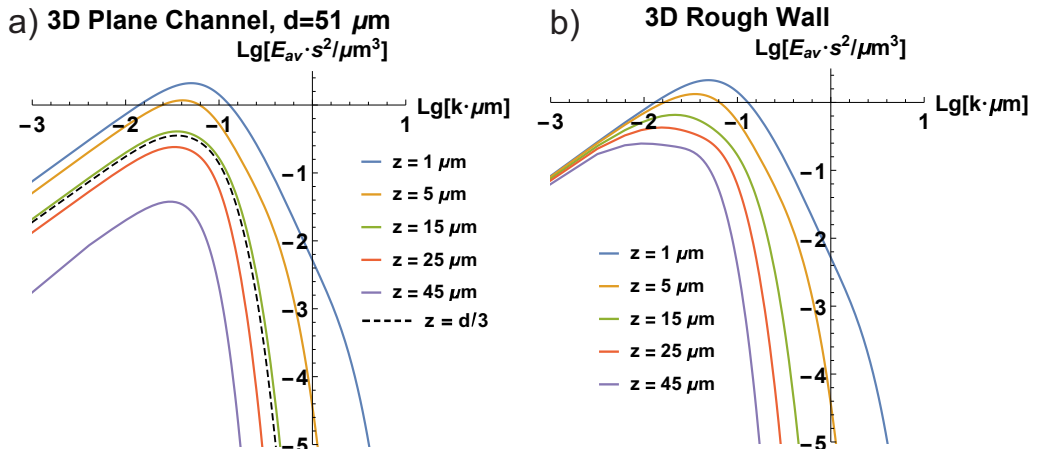 a) 3D Plane Channel, d=51 μm
Lg[E_av·s²/μm³]
Lg[k·μm]
−3
−2
−1
1
−1
−2
−3
−4
−5
z = 1 μm
z = 5 μm
z = 15 μm
z = 25 μm
z = 45 μm
z = d/3
b) 3D Rough Wall
Lg[E_av·s²/μm³]
Lg[k·μm]
−3
−2
−1
1
−1
−2
−3
−4
−5
z = 1 μm
z = 5 μm
z = 15 μm
z = 25 μm
z = 45 μm